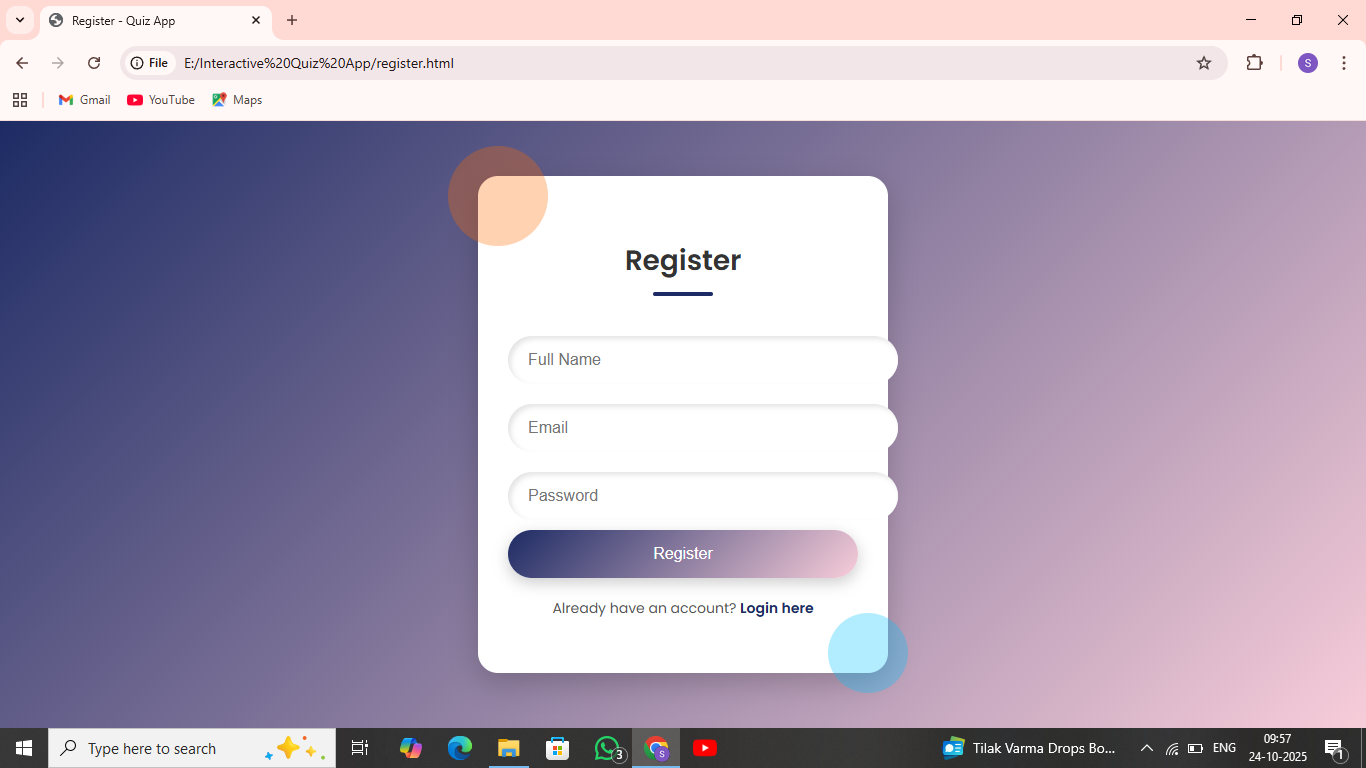 Register - Quiz App
File E:/Interactive%20Quiz%20App/register.html
S
Gmail YouTube Maps
Register
Full Name
Email
Password
Register
Already have an account? Login here
Type here to search
3
S
Tilak Varma Drops Bo...
ENG
09:57
24-10-2025
1